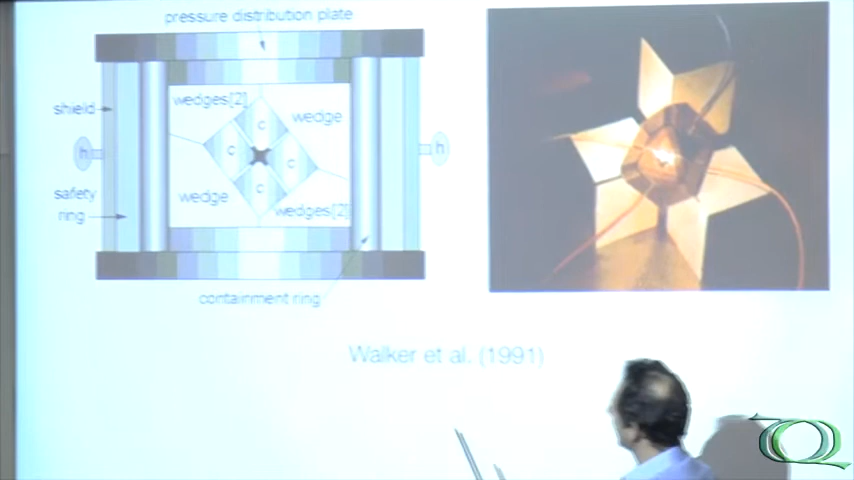 pressure distribution plate
wedges[2]
wedge
shield
c
c
c
c
h
h
safety
ring
wedge
wedges[2]
containment ring
Walker et al. (1991)